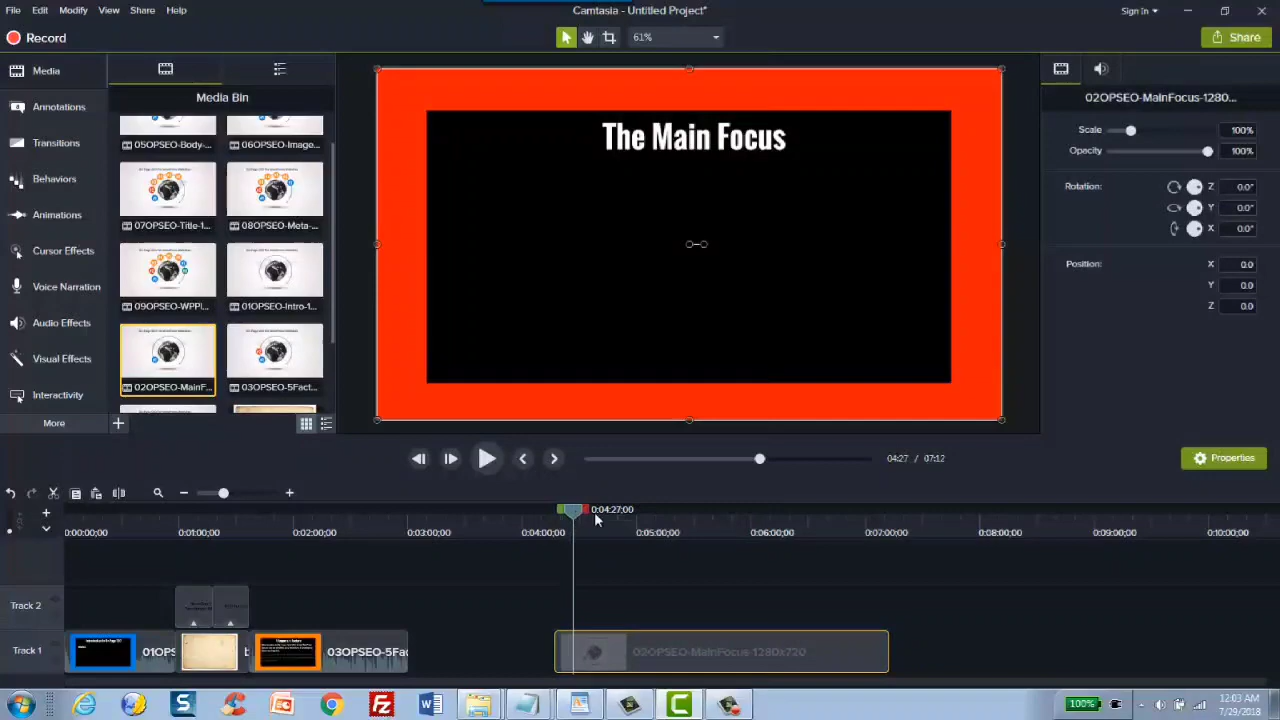 File Edit Modify View Share Help
Camtasia - Untitled Project*
Sign In
Record
61%
Share
Media
Annotations
Transitions
Behaviors
Animations
Cursor Effects
Voice Narration
Audio Effects
Visual Effects
Interactivity
More
Media Bin
05OPSEO-Body-...
06OPSEO-Image...
07OPSEO-Title-1...
08OPSEO-Meta-...
09OPSEO-WPPl...
01OPSEO-Intro-1...
02OPSEO-MainF...
03OPSEO-5Fact...
The Main Focus
02OPSEO-MainFocus-1280...
Scale 100%
Opacity 100%
Rotation: Z 0.0°
Y 0.0°
X 0.0°
Position: X 0.0
Y 0.0
Z 0.0
04:27 / 07:12
Properties
0:04:27;00
0:00:00;00 0:01:00;00 0:02:00;00 0:03:00;00 0:04:00;00 0:05:00;00 0:06:00;00 0:07:00;00 0:08:00;00 0:09:00;00 0:10:00;00
Track 2
01OPS
03OPSEO-5Fa
02OPSEO-MainFocus-1280x720
100%
12:03 AM
7/29/2018